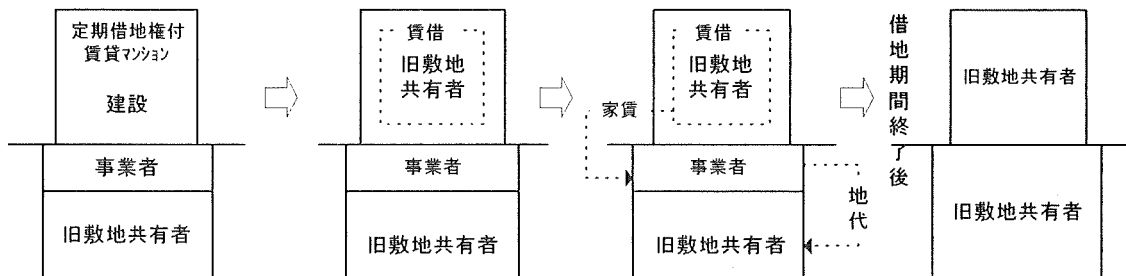 定期借地権付
賃貸マンション
建設
事業者
旧敷地共有者
賃借
旧敷地
共有者
事業者
旧敷地共有者
賃借
旧敷地
共有者
家賃
事業者
地代
旧敷地共有者
借地期間終了後
旧敷地共有者
旧敷地共有者